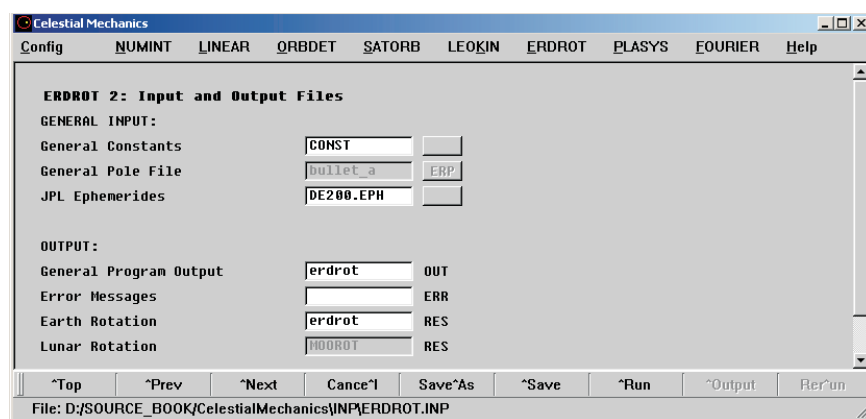 Celestial Mechanics
Config NUMINT LINEAR ORBDET SATORB LEOKIN ERDROT PLASYS FOURIER Help
ERDROT 2: Input and Output Files
GENERAL INPUT:
General Constants CONST
General Pole File bullet_a ERP
JPL Ephemerides DE200.EPH
OUTPUT:
General Program Output erdrot OUT
Error Messages ERR
Earth Rotation erdrot RES
Lunar Rotation MOOROT RES
^Top ^Prev ^Next Cance^l Save^As ^Save ^Run ^Output Rer^un
File: D:/SOURCE_BOOK/CelestialMechanics\INP\ERDROT.INP